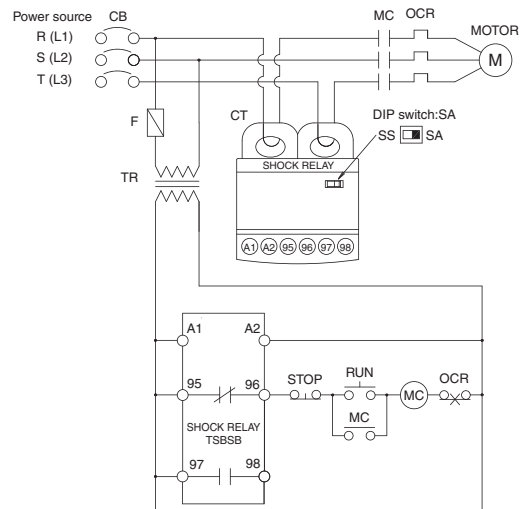 Power source CB MC OCR
R (L1) MOTOR
S (L2) M
T (L3)
F CT DIP switch:SA
SS SA
SHOCK RELAY
TR
A1 A2 95 96 97 98
A1 A2
95 96 STOP RUN MC OCR
MC
SHOCK RELAY
TSBSB
97 98